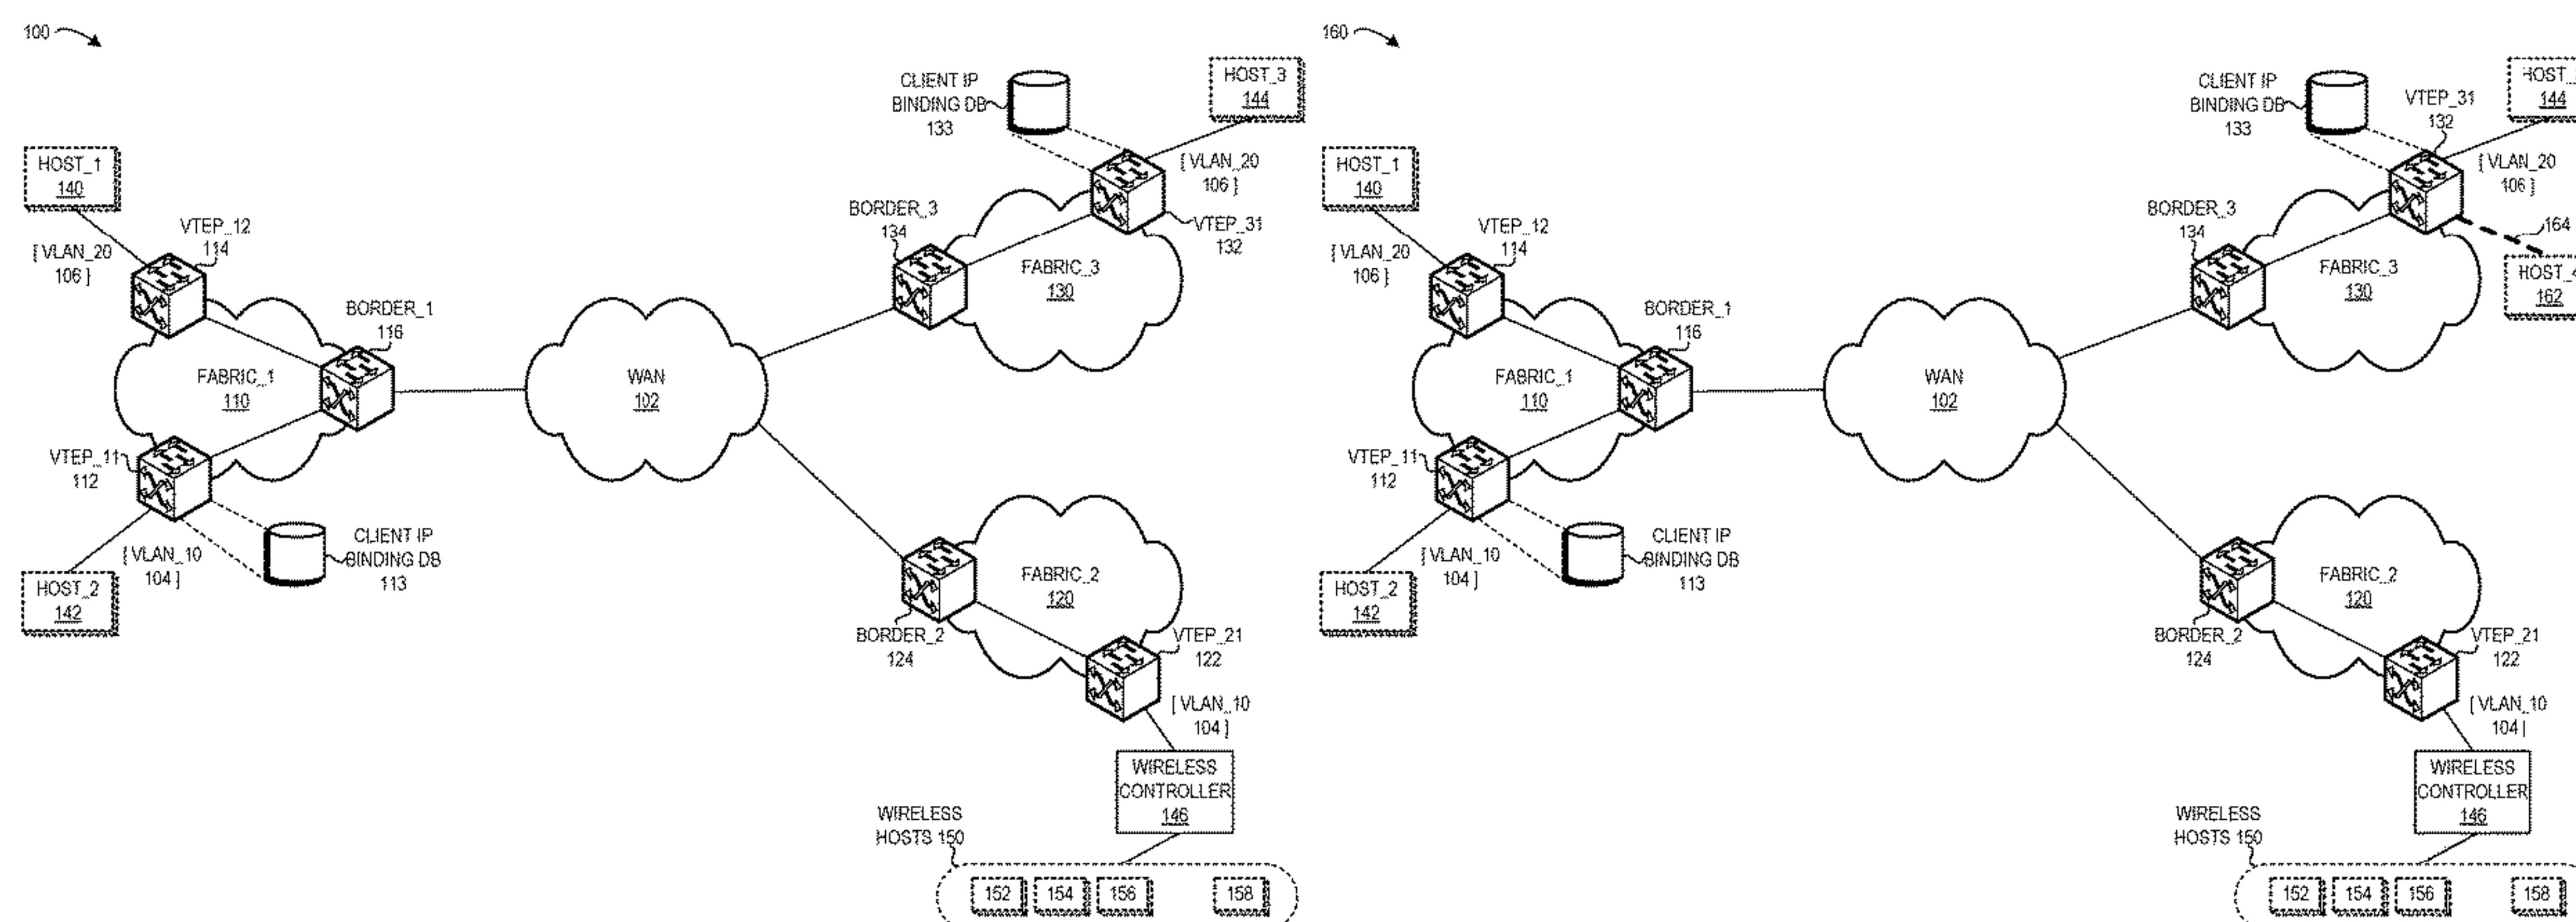 100
CLIENT IP
BINDING DB
133
HOST_3
144
HOST_1
140
[ VLAN_20
106 ]
VTEP_12
114
[ VLAN_20
106 ]
VTEP_31
132
BORDER_3
134
FABRIC_3
130
BORDER_1
116
FABRIC_1
110
WAN
102
VTEP_11
112
CLIENT IP
BINDING DB
113
[ VLAN_10
104 ]
HOST_2
142
FABRIC_2
120
BORDER_2
124
VTEP_21
122
[ VLAN_10
104 ]
WIRELESS
CONTROLLER
146
WIRELESS
HOSTS 150
152 154 156 158
160
CLIENT IP
BINDING DB
133
VTEP_31
132
144
HOST_1
140
[ VLAN_20
106 ]
VTEP_12
114
[ VLAN_20
106 ]
BORDER_3
134
164
FABRIC_3
130
HOST_4
162
BORDER_1
116
FABRIC_1
110
WAN
102
VTEP_11
112
CLIENT IP
BINDING DB
113
[ VLAN_10
104 ]
HOST_2
142
FABRIC_2
120
BORDER_2
124
VTEP_21
122
[ VLAN_10
104 ]
WIRELESS
CONTROLLER
146
WIRELESS
HOSTS 150
152 154 156 158